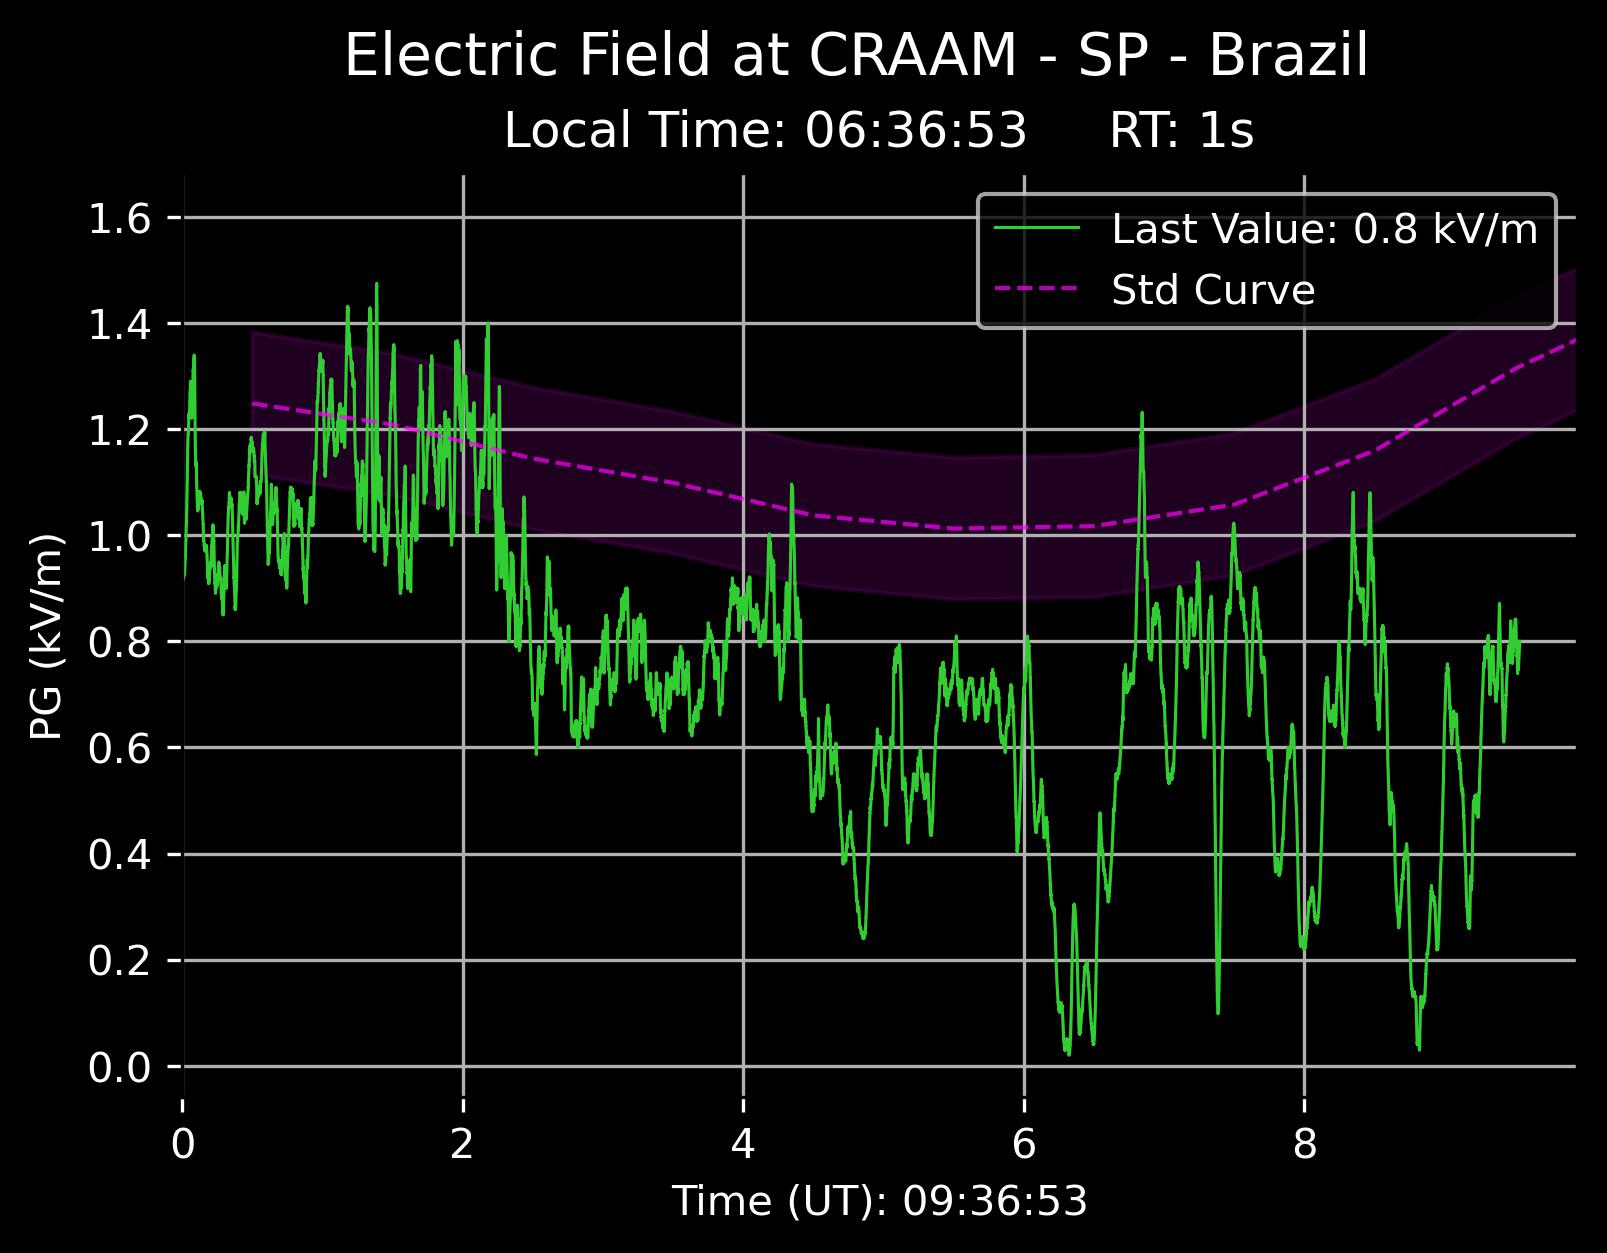 Electric Field at CRAAM - SP - Brazil
Local Time: 06:36:53 RT: 1s
Last Value: 0.8 kV/m
Std Curve
PG (kV/m)
1.6
1.4
1.2
1.0
0.8
0.6
0.4
0.2
0.0
0 2 4 6 8
Time (UT): 09:36:53